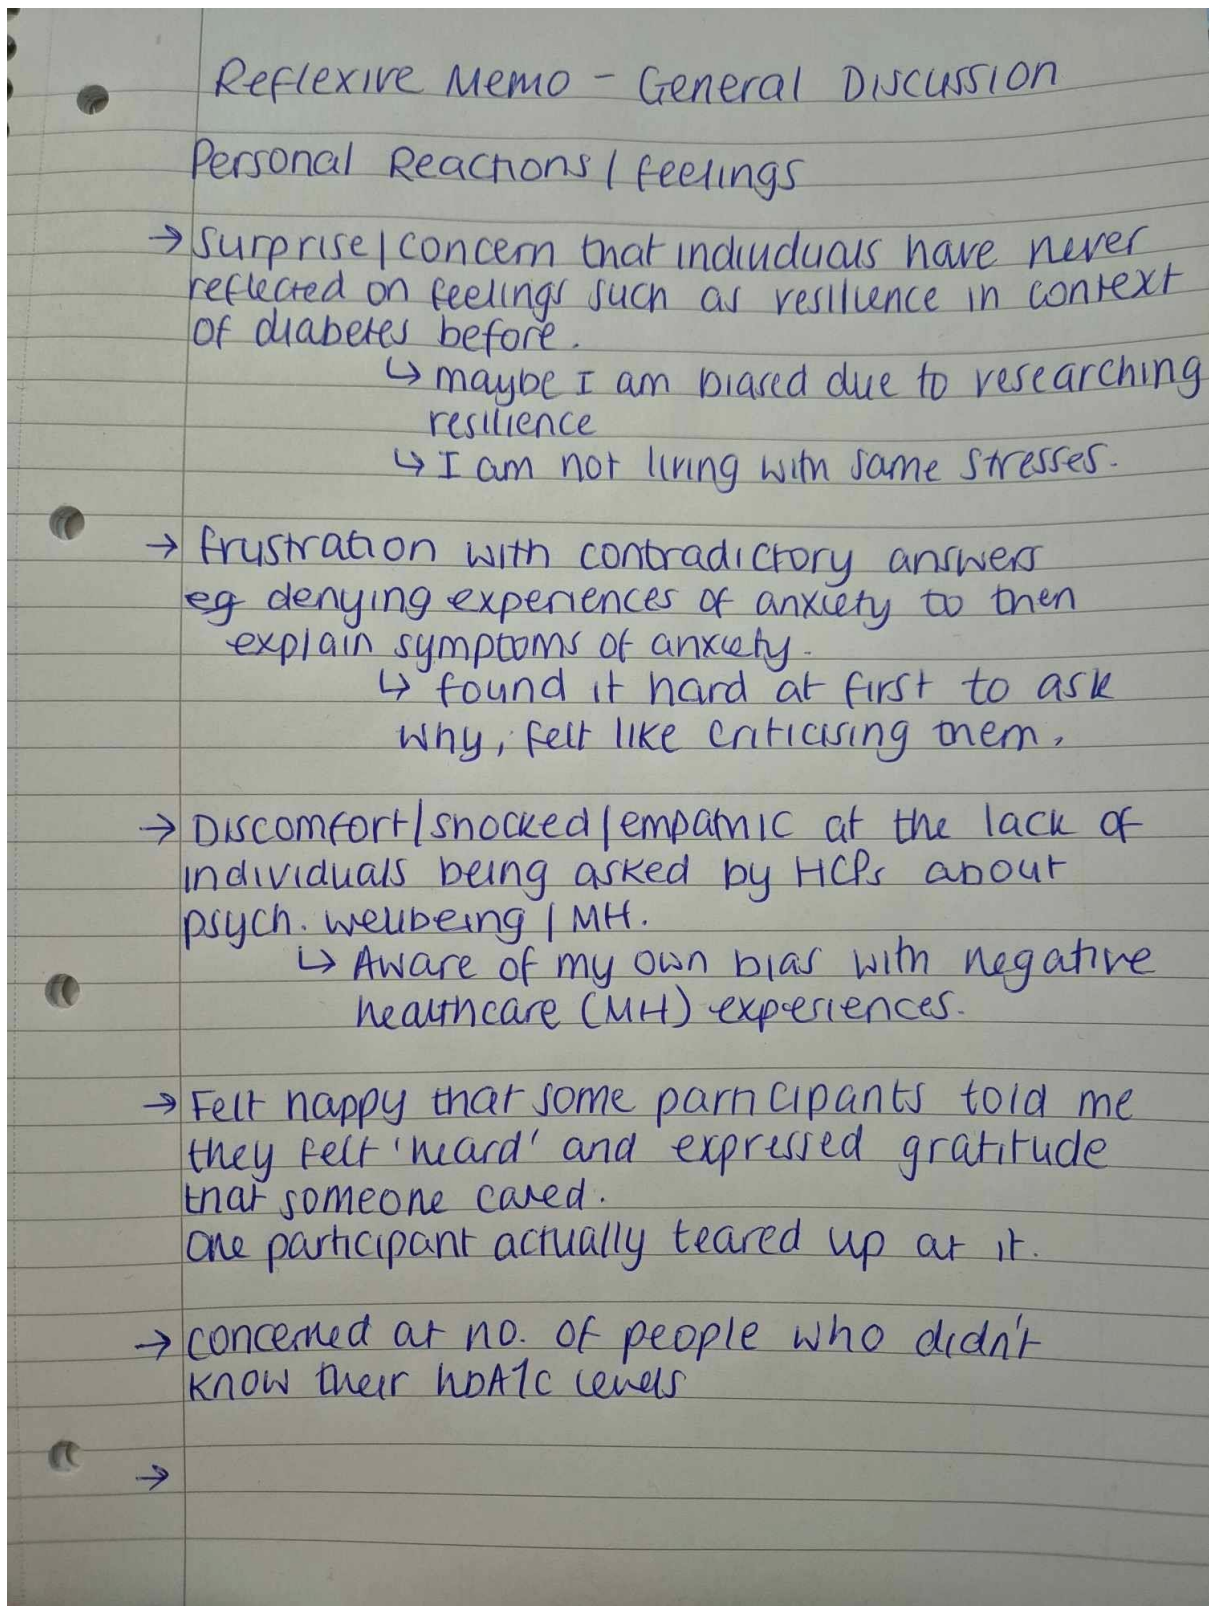 Reflexive Memo - General Discussion
Personal Reactions / feelings
→ Surprise / concern that individuals have never
reflected on feelings such as resilience in context
of diabetes before.
↳ maybe I am biased due to researching
resilience
↳ I am not living with same stresses.
→ frustration with contradictory answers
eg denying experiences of anxiety to then
explain symptoms of anxiety.
↳ found it hard at first to ask
why, felt like criticising them.
→ Discomfort / shocked / empathic at the lack of
individuals being asked by HCPs about
psych. wellbeing / MH.
↳ Aware of my own bias with negative
healthcare (MH) experiences.
→ Felt happy that some participants told me
they felt 'heard' and expressed gratitude
that someone cared.
One participant actually teared up at it.
→ concerned at no. of people who didn't
know their hbA1c levels
→